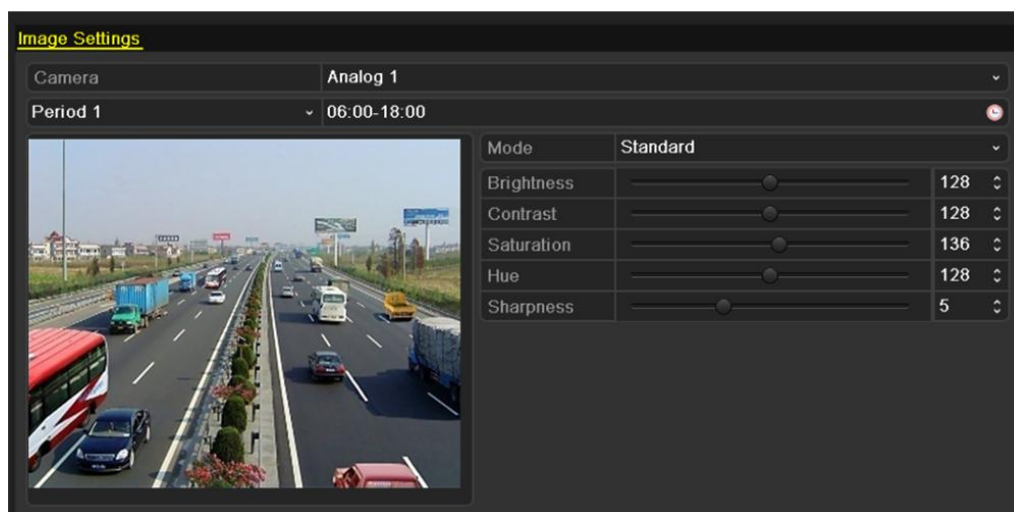 Image Settings
Camera Analog 1
Period 1 06:00-18:00
Mode Standard
Brightness 128
Contrast 128
Saturation 136
Hue 128
Sharpness 5